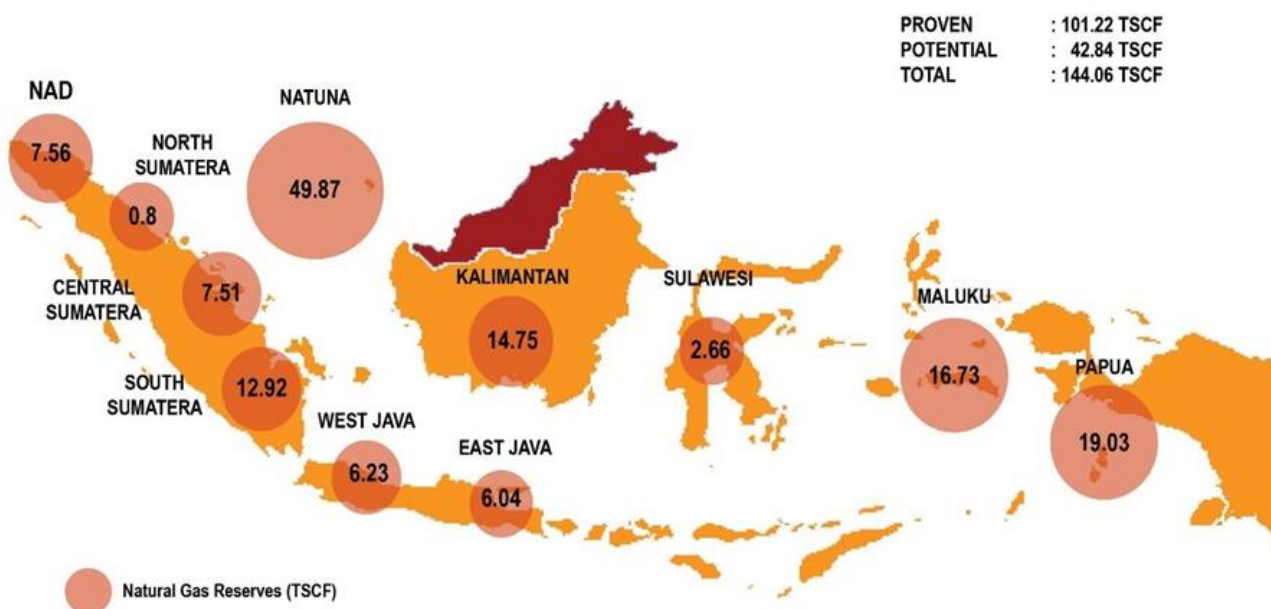 PROVEN : 101.22 TSCF
POTENTIAL : 42.84 TSCF
TOTAL : 144.06 TSCF
NAD
7.56
NORTH
SUMATERA
0.8
NATUNA
49.87
CENTRAL
SUMATERA
7.51
SOUTH
SUMATERA
12.92
KALIMANTAN
14.75
SULAWESI
2.66
MALUKU
16.73
PAPUA
19.03
WEST JAVA
6.23
EAST JAVA
6.04
Natural Gas Reserves (TSCF)